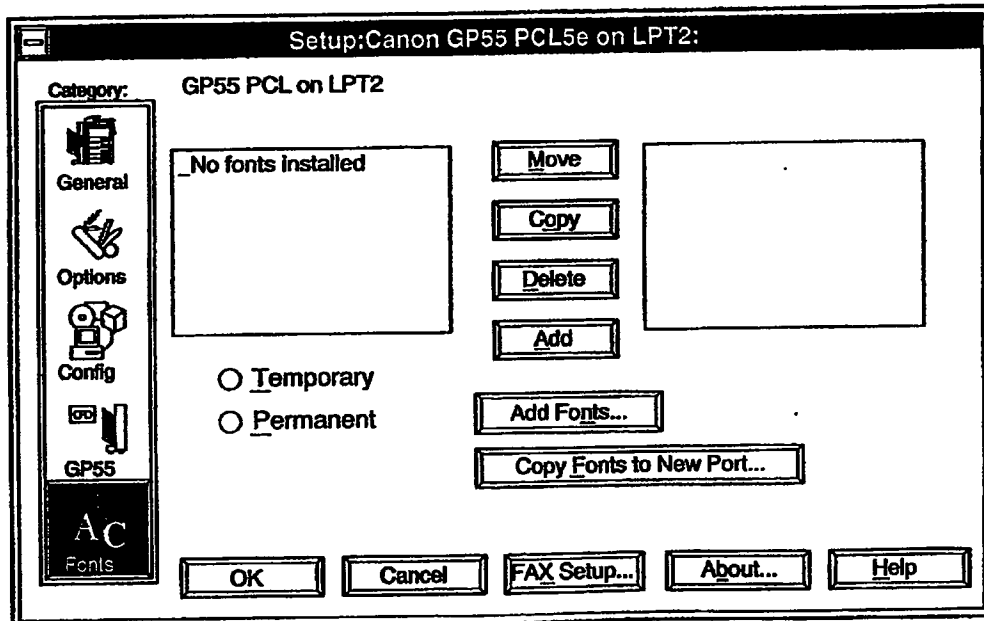 Setup:Canon GP55 PCL5e on LPT2:
Category:
GP55 PCL on LPT2
General
Options
Config
GP55
AC
Fonts
_No fonts installed
Move
Copy
Delete
Add
Temporary
Permanent
Add Fonts...
Copy Fonts to New Port...
OK
Cancel
FAX Setup...
About...
Help